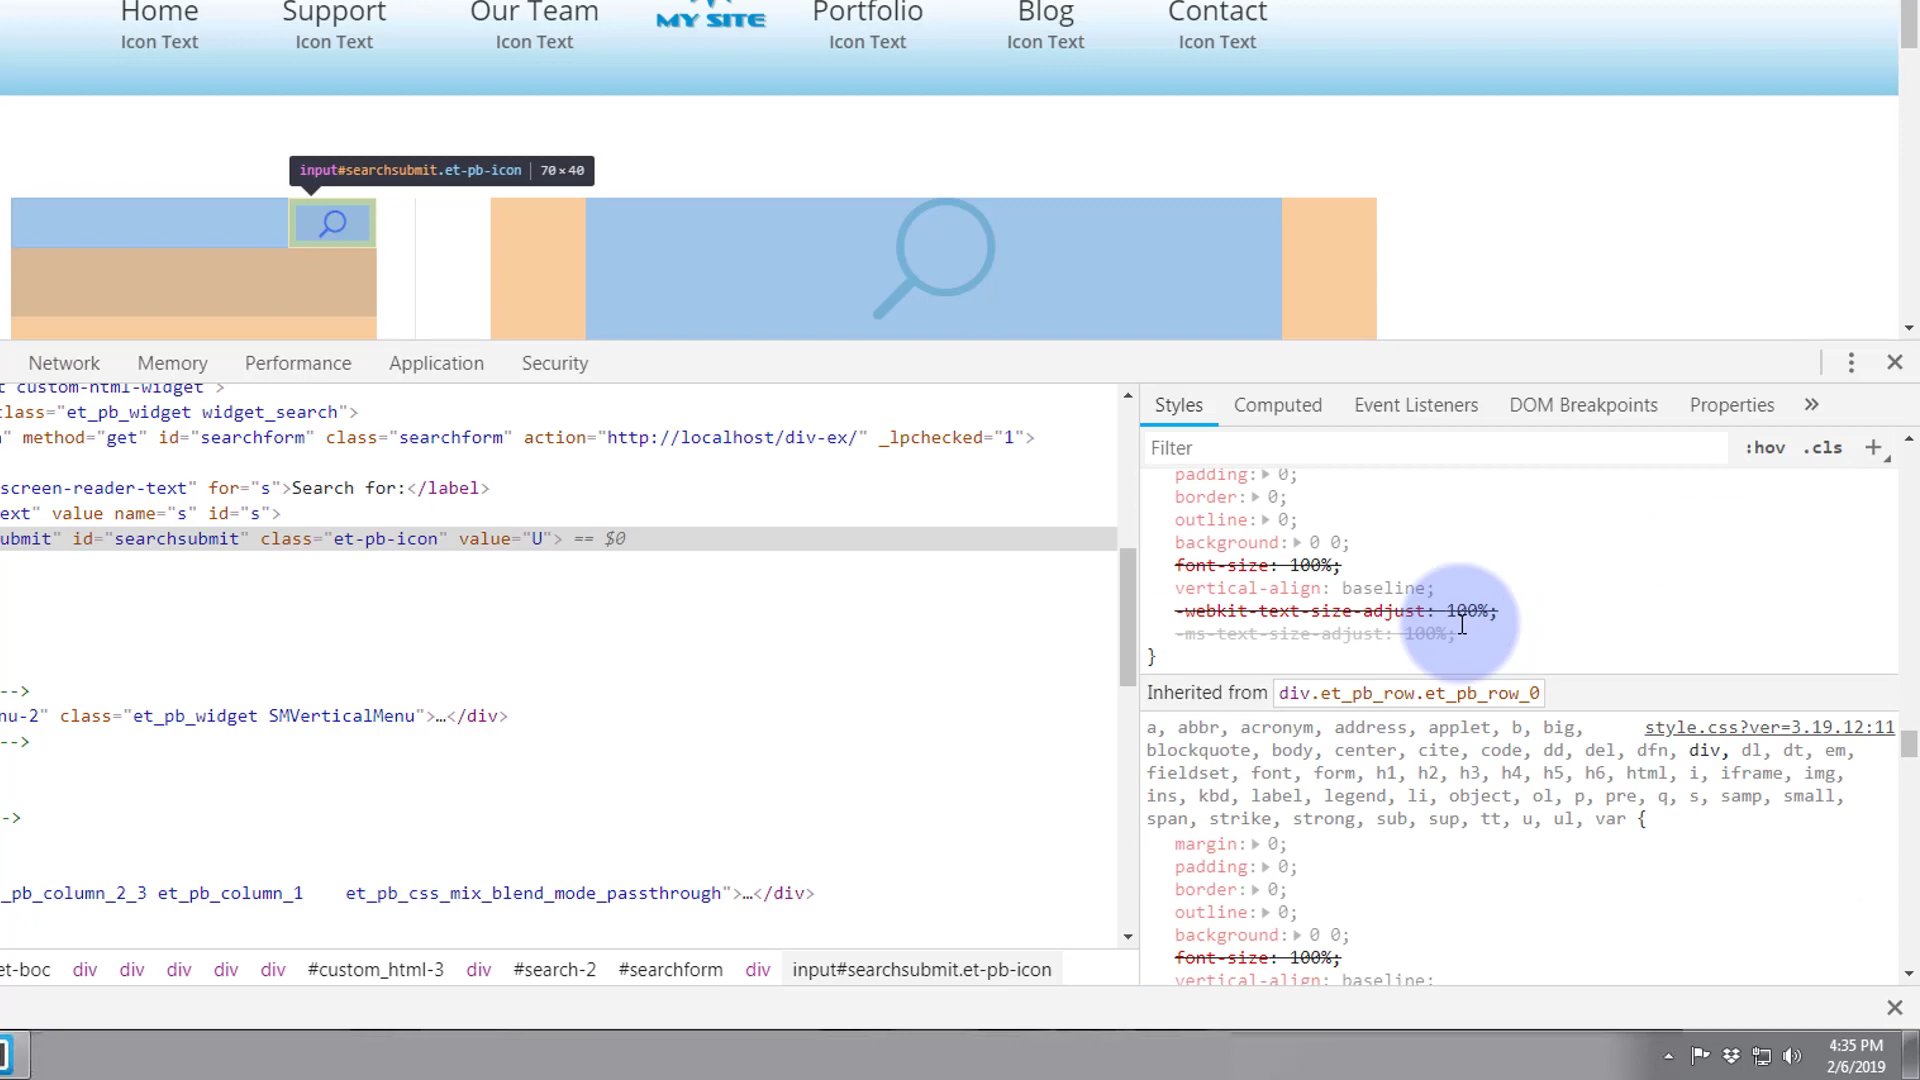 Home Support Our Team MY SITE Portfolio Blog Contact
Icon Text Icon Text Icon Text Icon Text Icon Text Icon Text
input#searchsubmit.et-pb-icon 70×40
Network Memory Performance Application Security
t custom-html-widget >
class="et_pb_widget widget_search">
" method="get" id="searchform" class="searchform" action="http://localhost/div-ex/" _lpchecked="1">
screen-reader-text" for="s">Search for:</label>
ext" value name="s" id="s">
ubmit" id="searchsubmit" class="et-pb-icon" value="U"> == $0
-->
nu-2" class="et_pb_widget SMVerticalMenu">…</div>
-->
->
_pb_column_2_3 et_pb_column_1 et_pb_css_mix_blend_mode_passthrough">…</div>
et-boc div div div div div #custom_html-3 div #search-2 #searchform div input#searchsubmit.et-pb-icon
Styles Computed Event Listeners DOM Breakpoints Properties »
Filter :hov .cls +
padding: 0;
border: 0;
outline: 0;
background: 0 0;
font-size: 100%;
vertical-align: baseline;
-webkit-text-size-adjust: 100%;
-ms-text-size-adjust: 100%;
}
Inherited from div.et_pb_row.et_pb_row_0
a, abbr, acronym, address, applet, b, big, style.css?ver=3.19.12:11
blockquote, body, center, cite, code, dd, del, dfn, div, dl, dt, em,
fieldset, font, form, h1, h2, h3, h4, h5, h6, html, i, iframe, img,
ins, kbd, label, legend, li, object, ol, p, pre, q, s, samp, small,
span, strike, strong, sub, sup, tt, u, ul, var {
margin: 0;
padding: 0;
border: 0;
outline: 0;
background: 0 0;
font-size: 100%;
vertical-align: baseline;
4:35 PM
2/6/2019